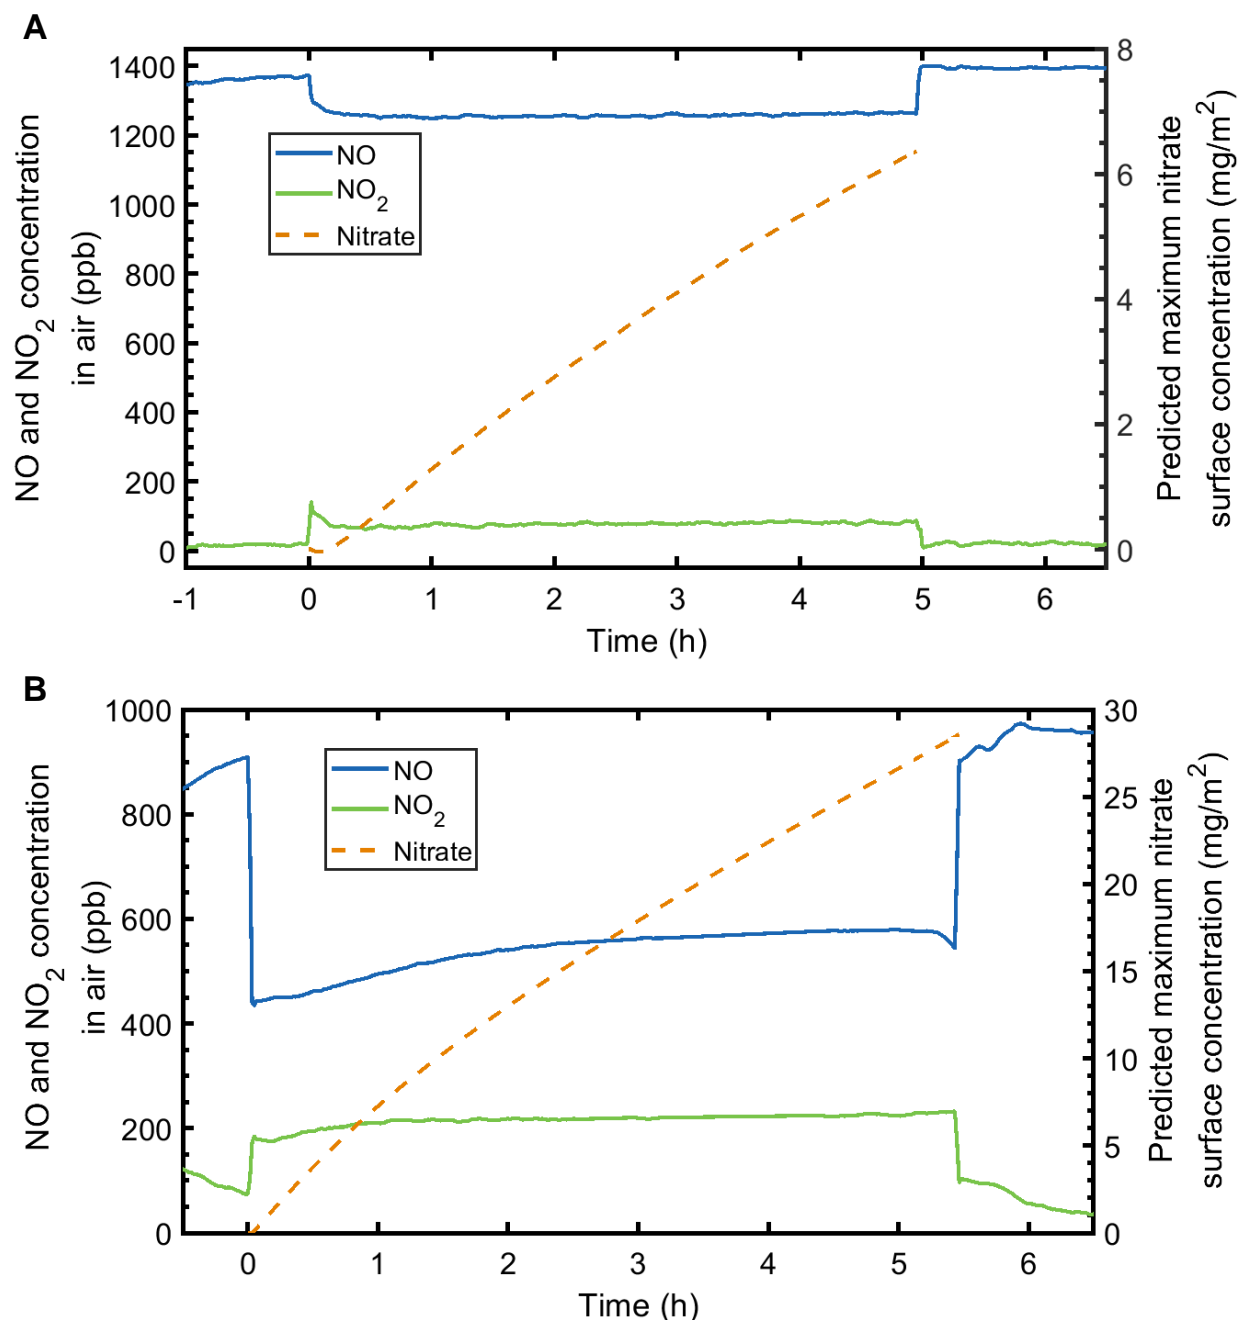 A
NO and NO2 concentration
in air (ppb)
1400
1200
1000
800
600
400
200
0
NO
NO2
Nitrate
8
6
4
2
0
Predicted maximum nitrate
surface concentration (mg/m2)
-1 0 1 2 3 4 5 6
Time (h)
B
NO and NO2 concentration
in air (ppb)
1000
800
600
400
200
0
NO
NO2
Nitrate
30
25
20
15
10
5
0
Predicted maximum nitrate
surface concentration (mg/m2)
0 1 2 3 4 5 6
Time (h)